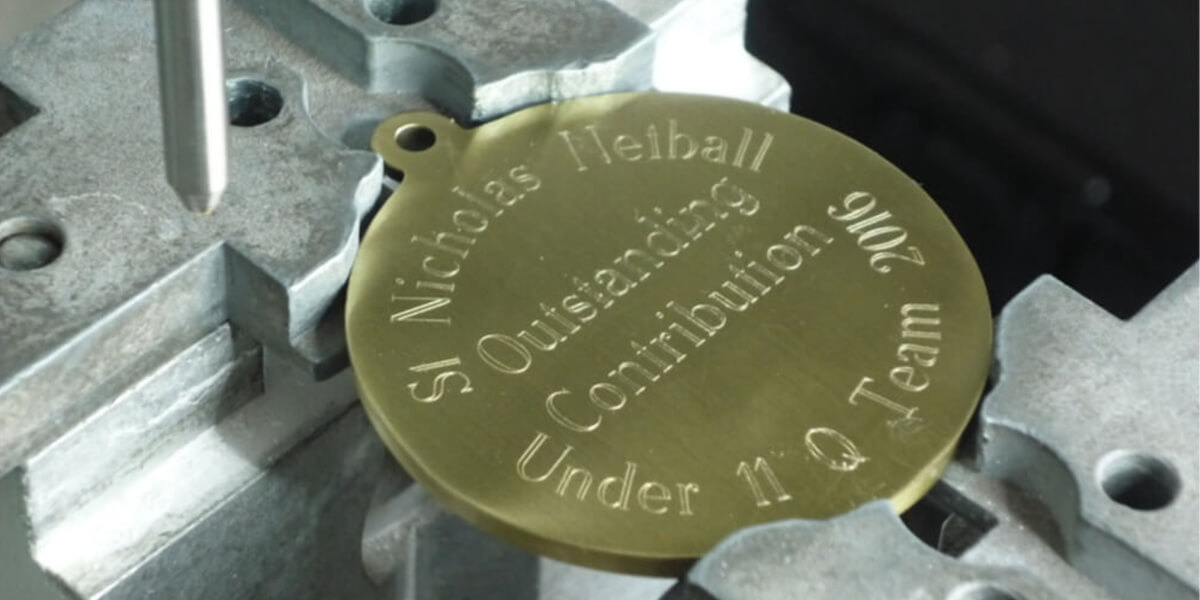 St Nicholas Netball 2016
Outstanding
Contribution
Under 11 Q Team